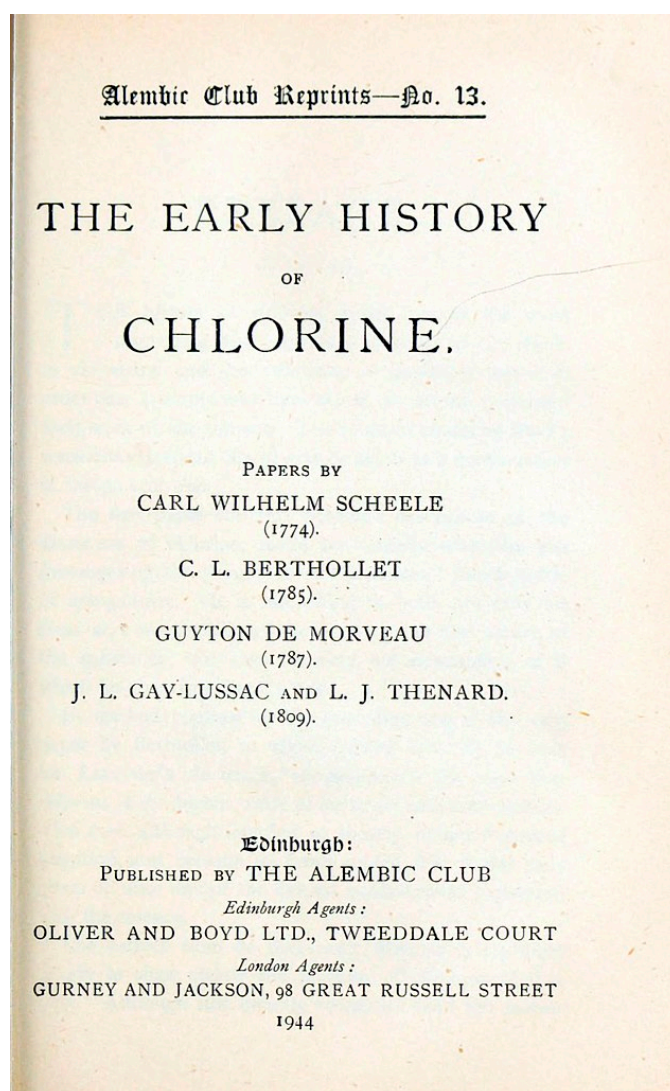 Alembic Club Reprints—No. 13.
THE EARLY HISTORY
OF
CHLORINE.
PAPERS BY
CARL WILHELM SCHEELE
(1774).
C. L. BERTHOLLET
(1785).
GUYTON DE MORVEAU
(1787).
J. L. GAY-LUSSAC AND L. J. THENARD.
(1809).
Edinburgh:
PUBLISHED BY THE ALEMBIC CLUB
Edinburgh Agents:
OLIVER AND BOYD LTD., TWEEDDALE COURT
London Agents:
GURNEY AND JACKSON, 98 GREAT RUSSELL STREET
1944